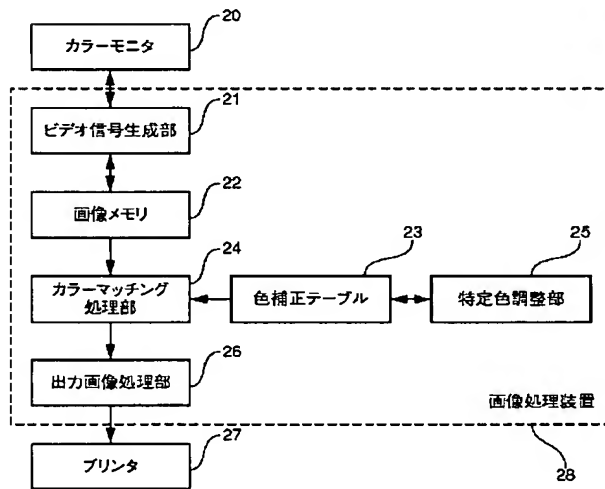 カラーモニタ
20
21
ビデオ信号生成部
22
画像メモリ
24
カラーマッチング
処理部
23
色補正テーブル
25
特定色調整部
26
出力画像処理部
画像処理装置
27
プリンタ
28